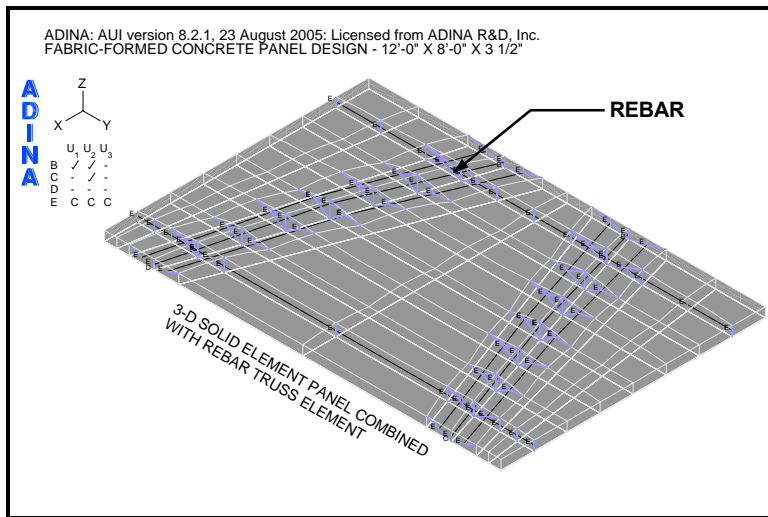 ADINA: AUI version 8.2.1, 23 August 2005: Licensed from ADINA R&D, Inc.
FABRIC-FORMED CONCRETE PANEL DESIGN - 12'-0" X 8'-0" X 3 1/2"
ADINA
Z
X Y
U1 U2 U3
B ⁄ ⁄ -
C - ⁄ -
D - - -
E C C C
REBAR
3-D SOLID ELEMENT PANEL COMBINED
WITH REBAR TRUSS ELEMENT